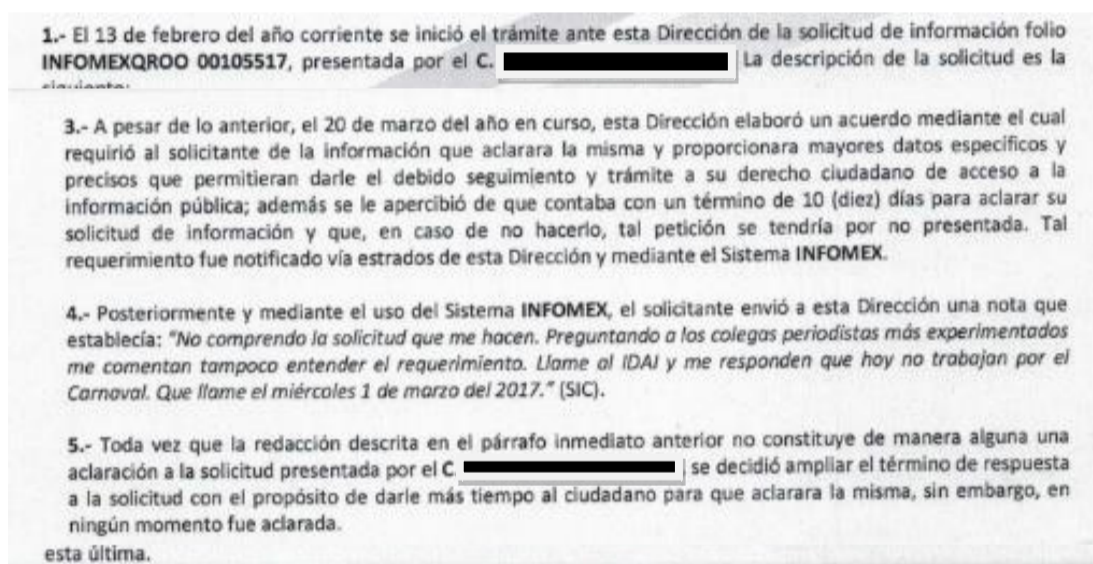 1.- El 13 de febrero del año corriente se inició el trámite ante esta Dirección de la solicitud de información folio
INFOMEXQROO 00105517, presentada por el C. La descripción de la solicitud es la
siguiente:
3.- A pesar de lo anterior, el 20 de marzo del año en curso, esta Dirección elaboró un acuerdo mediante el cual
requirió al solicitante de la información que aclarara la misma y proporcionara mayores datos específicos y
precisos que permitieran darle el debido seguimiento y trámite a su derecho ciudadano de acceso a la
información pública; además se le apercibió de que contaba con un término de 10 (diez) días para aclarar su
solicitud de información y que, en caso de no hacerlo, tal petición se tendría por no presentada. Tal
requerimiento fue notificado vía estrados de esta Dirección y mediante el Sistema INFOMEX.
4.- Posteriormente y mediante el uso del Sistema INFOMEX, el solicitante envió a esta Dirección una nota que
establecía: "No comprendo la solicitud que me hacen. Preguntando a los colegas periodistas más experimentados
me comentan tampoco entender el requerimiento. Llame al IDAI y me responden que hoy no trabajan por el
Carnaval. Que llame el miércoles 1 de marzo del 2017." (SIC).
5.- Toda vez que la redacción descrita en el párrafo inmediato anterior no constituye de manera alguna una
aclaración a la solicitud presentada por el C. se decidió ampliar el término de respuesta
a la solicitud con el propósito de darle más tiempo al ciudadano para que aclarara la misma, sin embargo, en
ningún momento fue aclarada.
esta última.